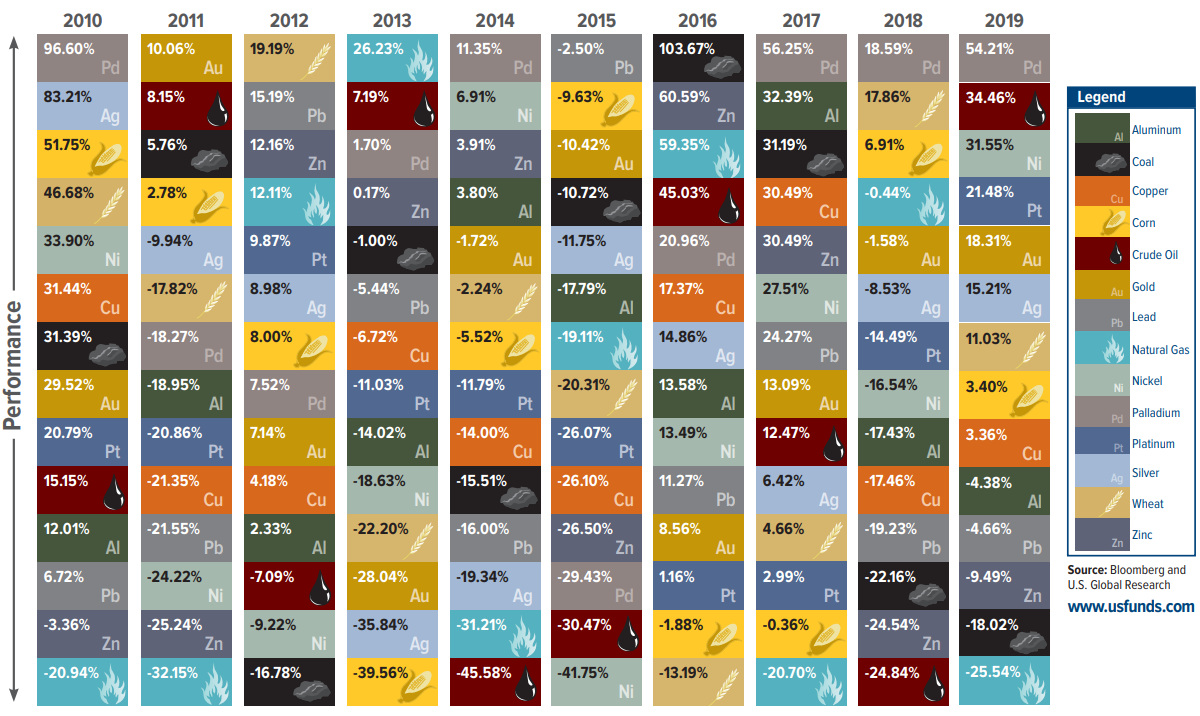 2010 2011 2012 2013 2014 2015 2016 2017 2018 2019
96.60% Pd 10.06% Au 19.19% 26.23% 11.35% Pd -2.50% Pb 103.67% 56.25% Pd 18.59% Pd 54.21% Pd
83.21% Ag 8.15% 15.19% Pb 7.19% 6.91% Ni -9.63% 60.59% Zn 32.39% Al 17.86% 34.46%
51.75% 5.76% 12.16% Zn 1.70% Pd 3.91% Zn -10.42% Au 59.35% 31.19% 6.91% 31.55% Ni
46.68% 2.78% 12.11% 0.17% Zn 3.80% Al -10.72% 45.03% 30.49% Cu -0.44% 21.48% Pt
33.90% Ni -9.94% Ag 9.87% Pt -1.00% -1.72% Au -11.75% Ag 20.96% Pd 30.49% Zn -1.58% Au 18.31% Au
31.44% Cu -17.82% 8.98% Ag -5.44% Pb -2.24% -17.79% Al 17.37% Cu 27.51% Ni -8.53% Ag 15.21% Ag
31.39% -18.27% Pd 8.00% -6.72% Cu -5.52% -19.11% 14.86% Ag 24.27% Pb -14.49% Pt 11.03%
29.52% Au -18.95% Al 7.52% Pd -11.03% Pt -11.79% Pt -20.31% 13.58% Al 13.09% Au -16.54% Ni 3.40%
20.79% Pt -20.86% Pt 7.14% Au -14.02% Al -14.00% Cu -26.07% Pt 13.49% Ni 12.47% -17.43% Al 3.36% Cu
15.15% -21.35% Cu 4.18% Cu -18.63% Ni -15.51% -26.10% Cu 11.27% Pb 6.42% Ag -17.46% Cu -4.38% Al
12.01% Al -21.55% Pb 2.33% Al -22.20% -16.00% Pb -26.50% Zn 8.56% Au 4.66% -19.23% Pb -4.66% Pb
6.72% Pb -24.22% Ni -7.09% -28.04% Au -19.34% Ag -29.43% Pd 1.16% Pt 2.99% Pt -22.16% -9.49% Zn
-3.36% Zn -25.24% Zn -9.22% Ni -35.84% Ag -31.21% -30.47% -1.88% -0.36% -24.54% Zn -18.02%
-20.94% -32.15% -16.78% -39.56% -45.58% -41.75% Ni -13.19% -20.70% -24.84% -25.54%
Performance
Legend
Al Aluminum
Coal
Cu Copper
Corn
Crude Oil
Au Gold
Pb Lead
Natural Gas
Ni Nickel
Pd Palladium
Pt Platinum
Ag Silver
Wheat
Zn Zinc
Source: Bloomberg and
U.S. Global Research
www.usfunds.com